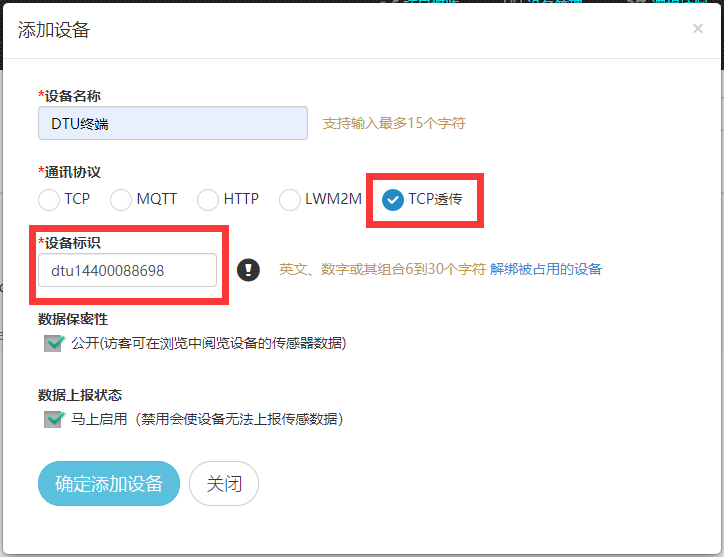 添加设备
×
*设备名称
DTU终端 支持输入最多15个字符
*通讯协议
TCP MQTT HTTP LWM2M TCP透传
*设备标识
dtu14400088698 英文、数字或其组合6到30个字符 解绑被占用的设备
数据保密性
公开(访客可在浏览中阅览设备的传感器数据)
数据上报状态
马上启用（禁用会使设备无法上报传感数据）
确定添加设备 关闭